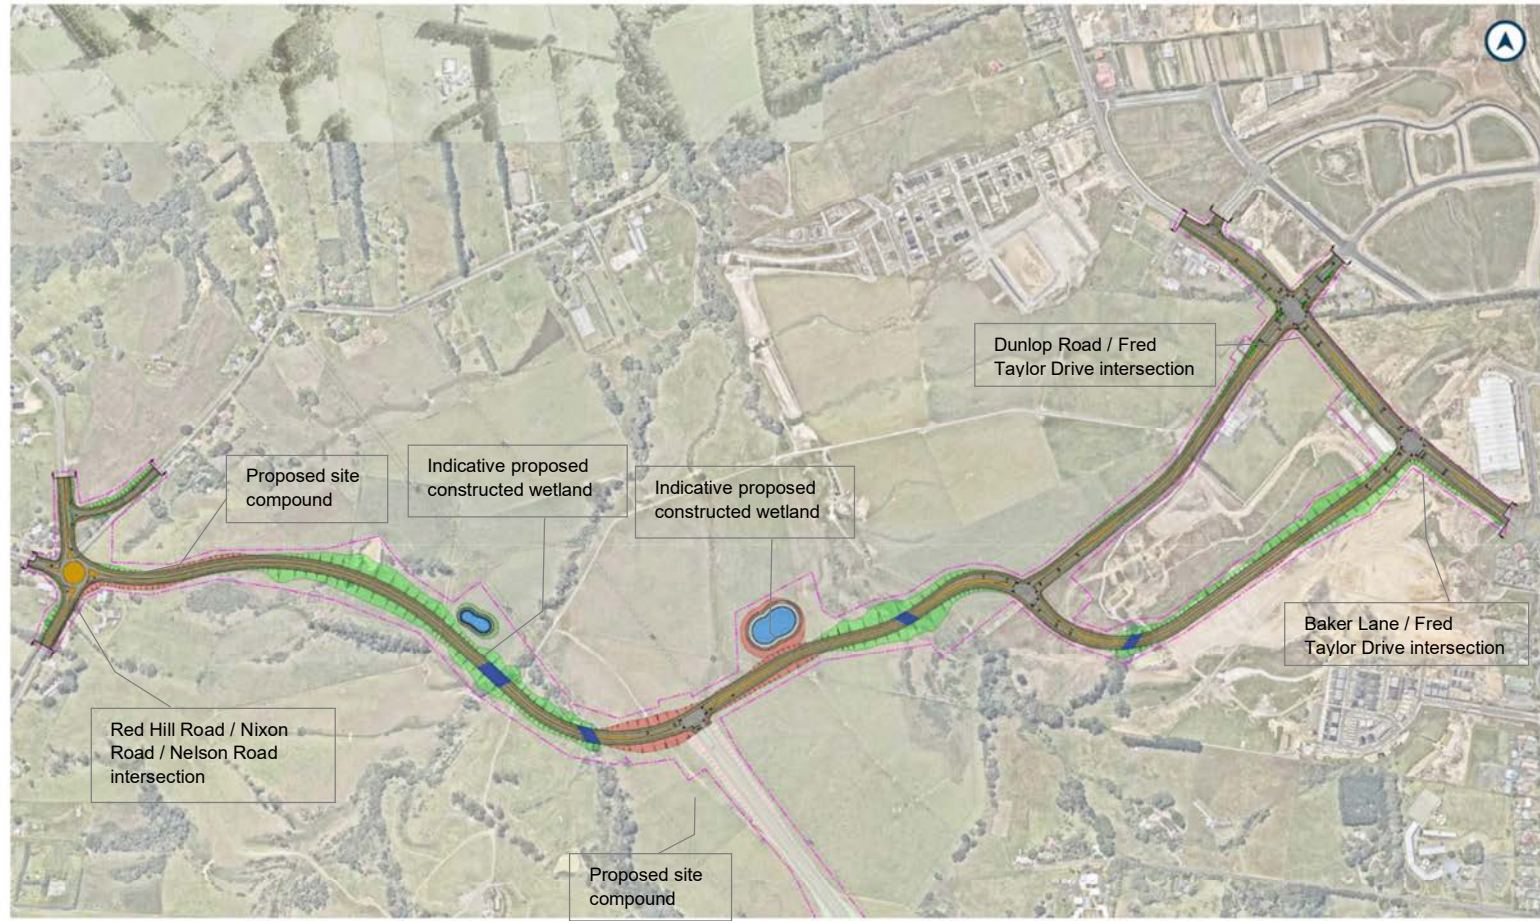 Dunlop Road / Fred
Taylor Drive intersection
Proposed site
compound
Indicative proposed
constructed wetland
Indicative proposed
constructed wetland
Baker Lane / Fred
Taylor Drive intersection
Red Hill Road / Nixon
Road / Nelson Road
intersection
Proposed site
compound